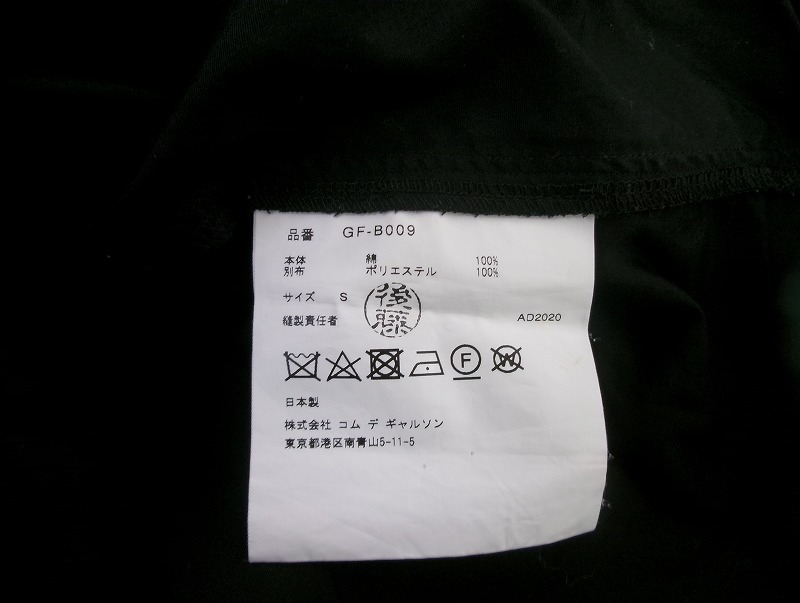 品番 GF-B009
本体 綿 100%
別布 ポリエステル 100%
サイズ S
後藤
縫製責任者 AD2020
F W
日本製
株式会社 コム デ ギャルソン
東京都港区南青山5-11-5